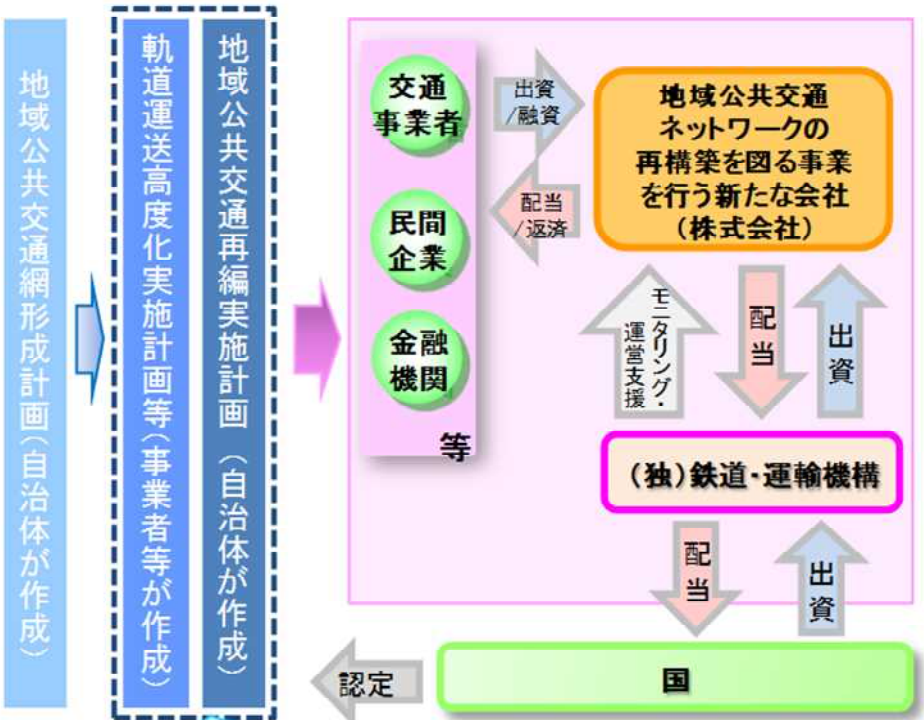 地域公共交通網形成計画(自治体が作成)
軌道運送高度化実施計画等(事業者等が作成)
地域公共交通再編実施計画 (自治体が作成)
交通
事業者
民間
企業
金融
機関
等
出資
/融資
配当
/返済
地域公共交通
ネットワークの
再構築を図る事業
を行う新たな会社
(株式会社)
モニタリング・
運営支援
配当
出資
(独)鉄道・運輸機構
配当
出資
認定
国